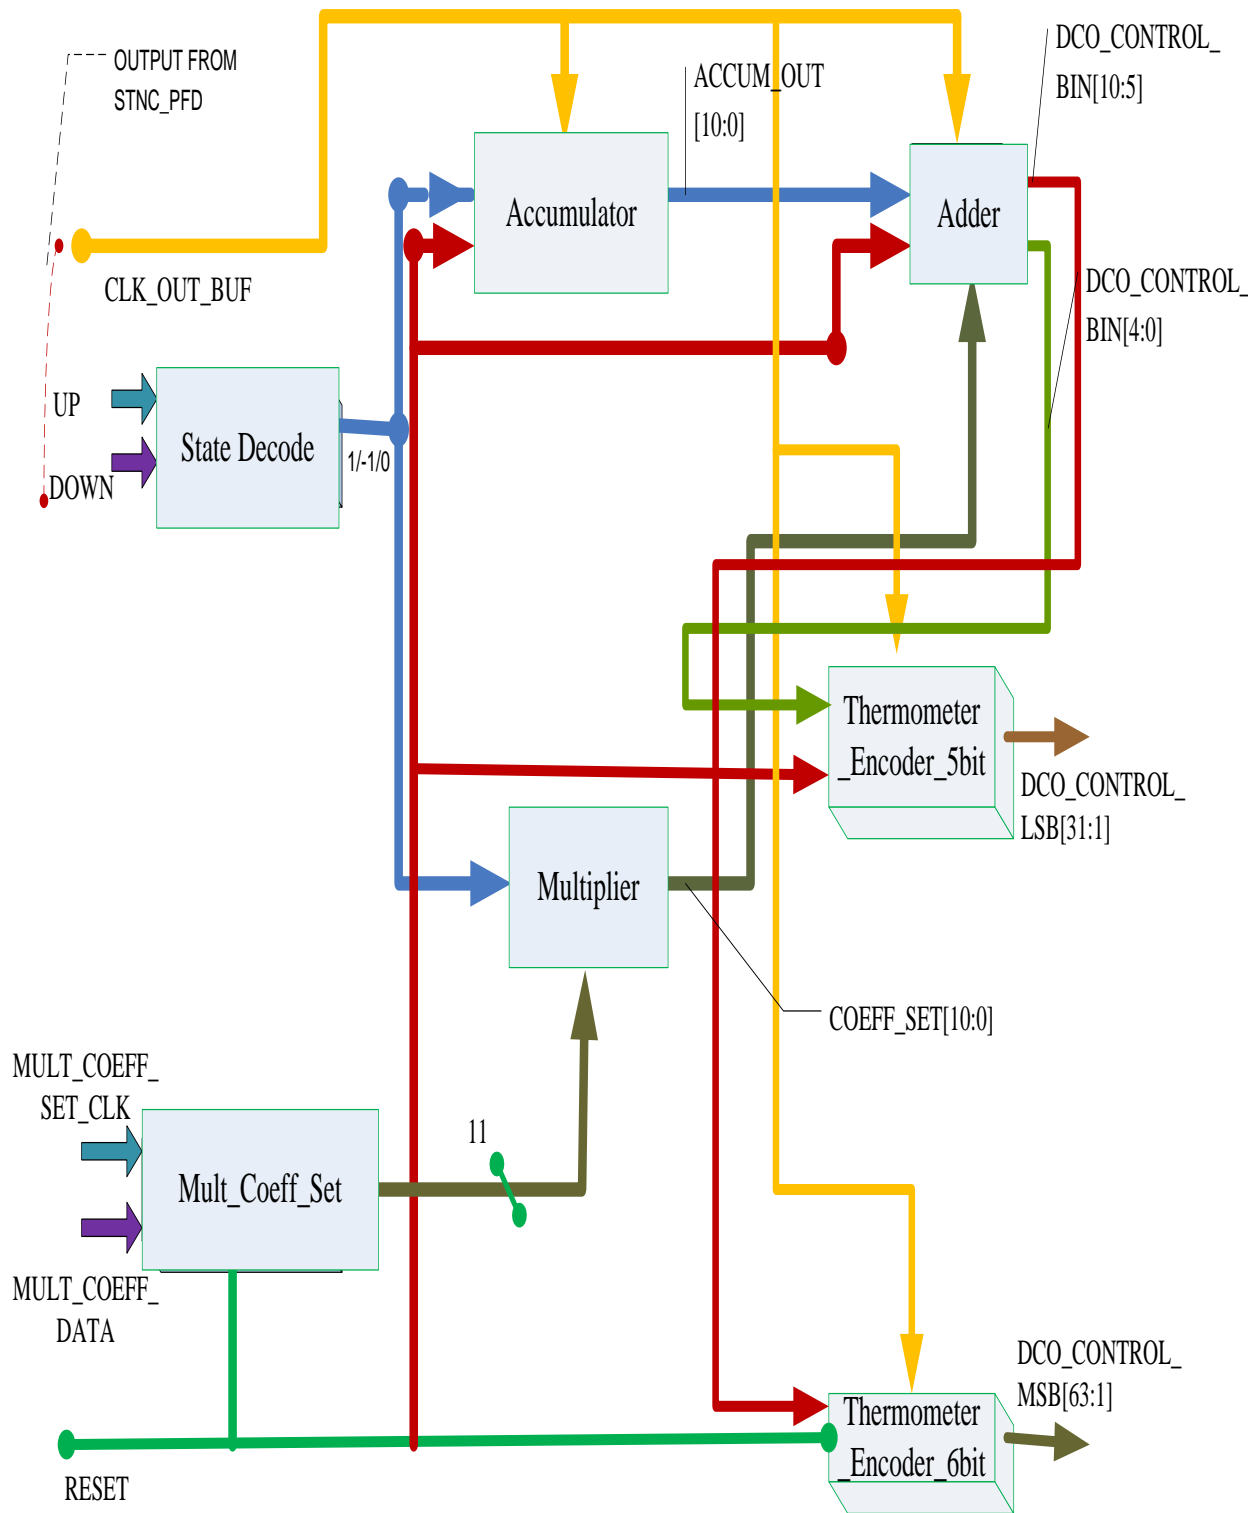 OUTPUT FROM
STNC_PFD
ACCUM_OUT
[10:0]
DCO_CONTROL_
BIN[10:5]
Accumulator
Adder
CLK_OUT_BUF
DCO_CONTROL_
BIN[4:0]
UP
DOWN
State Decode
1/-1/0
Thermometer
_Encoder_5bit
DCO_CONTROL_
LSB[31:1]
Multiplier
COEFF_SET[10:0]
MULT_COEFF_
SET_CLK
11
Mult_Coeff_Set
MULT_COEFF_
DATA
DCO_CONTROL_
MSB[63:1]
Thermometer
_Encoder_6bit
RESET